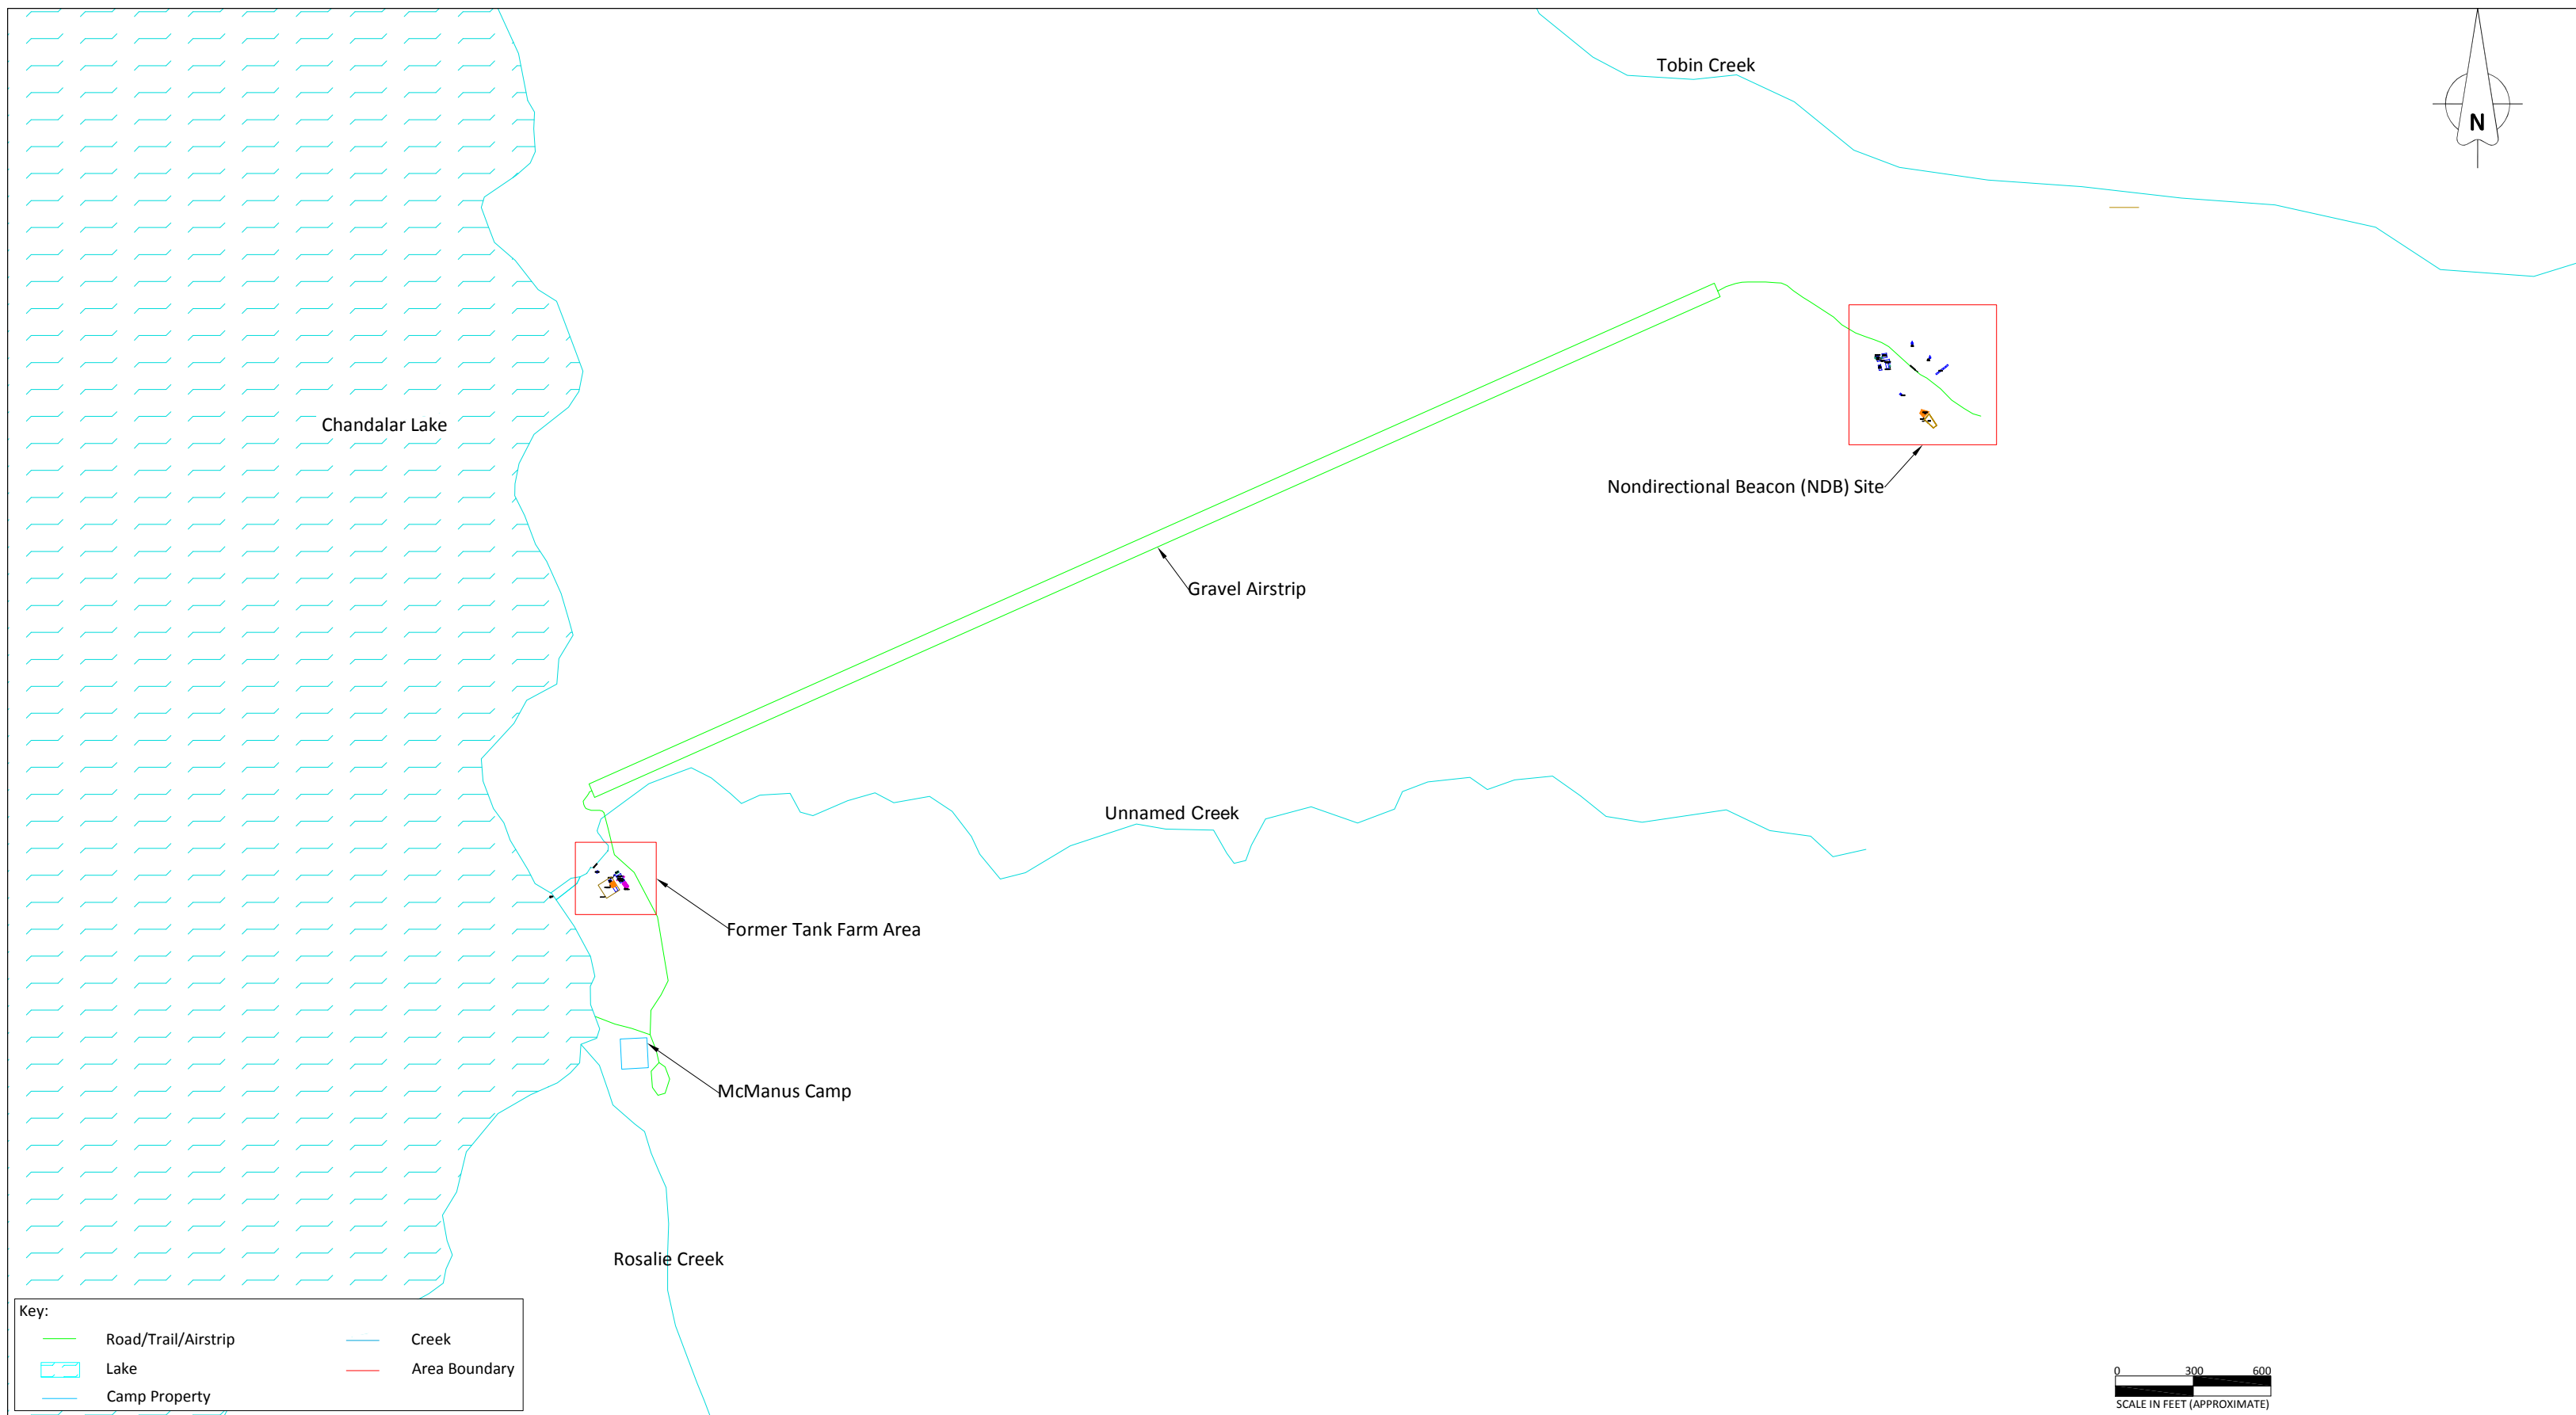 Tobin Creek
N
Chandalar Lake
Nondirectional Beacon (NDB) Site
Gravel Airstrip
Unnamed Creek
Former Tank Farm Area
McManus Camp
Rosalie Creek
Key:
Road/Trail/Airstrip
Creek
Lake
Area Boundary
Camp Property
0 300 600
SCALE IN FEET (APPROXIMATE)